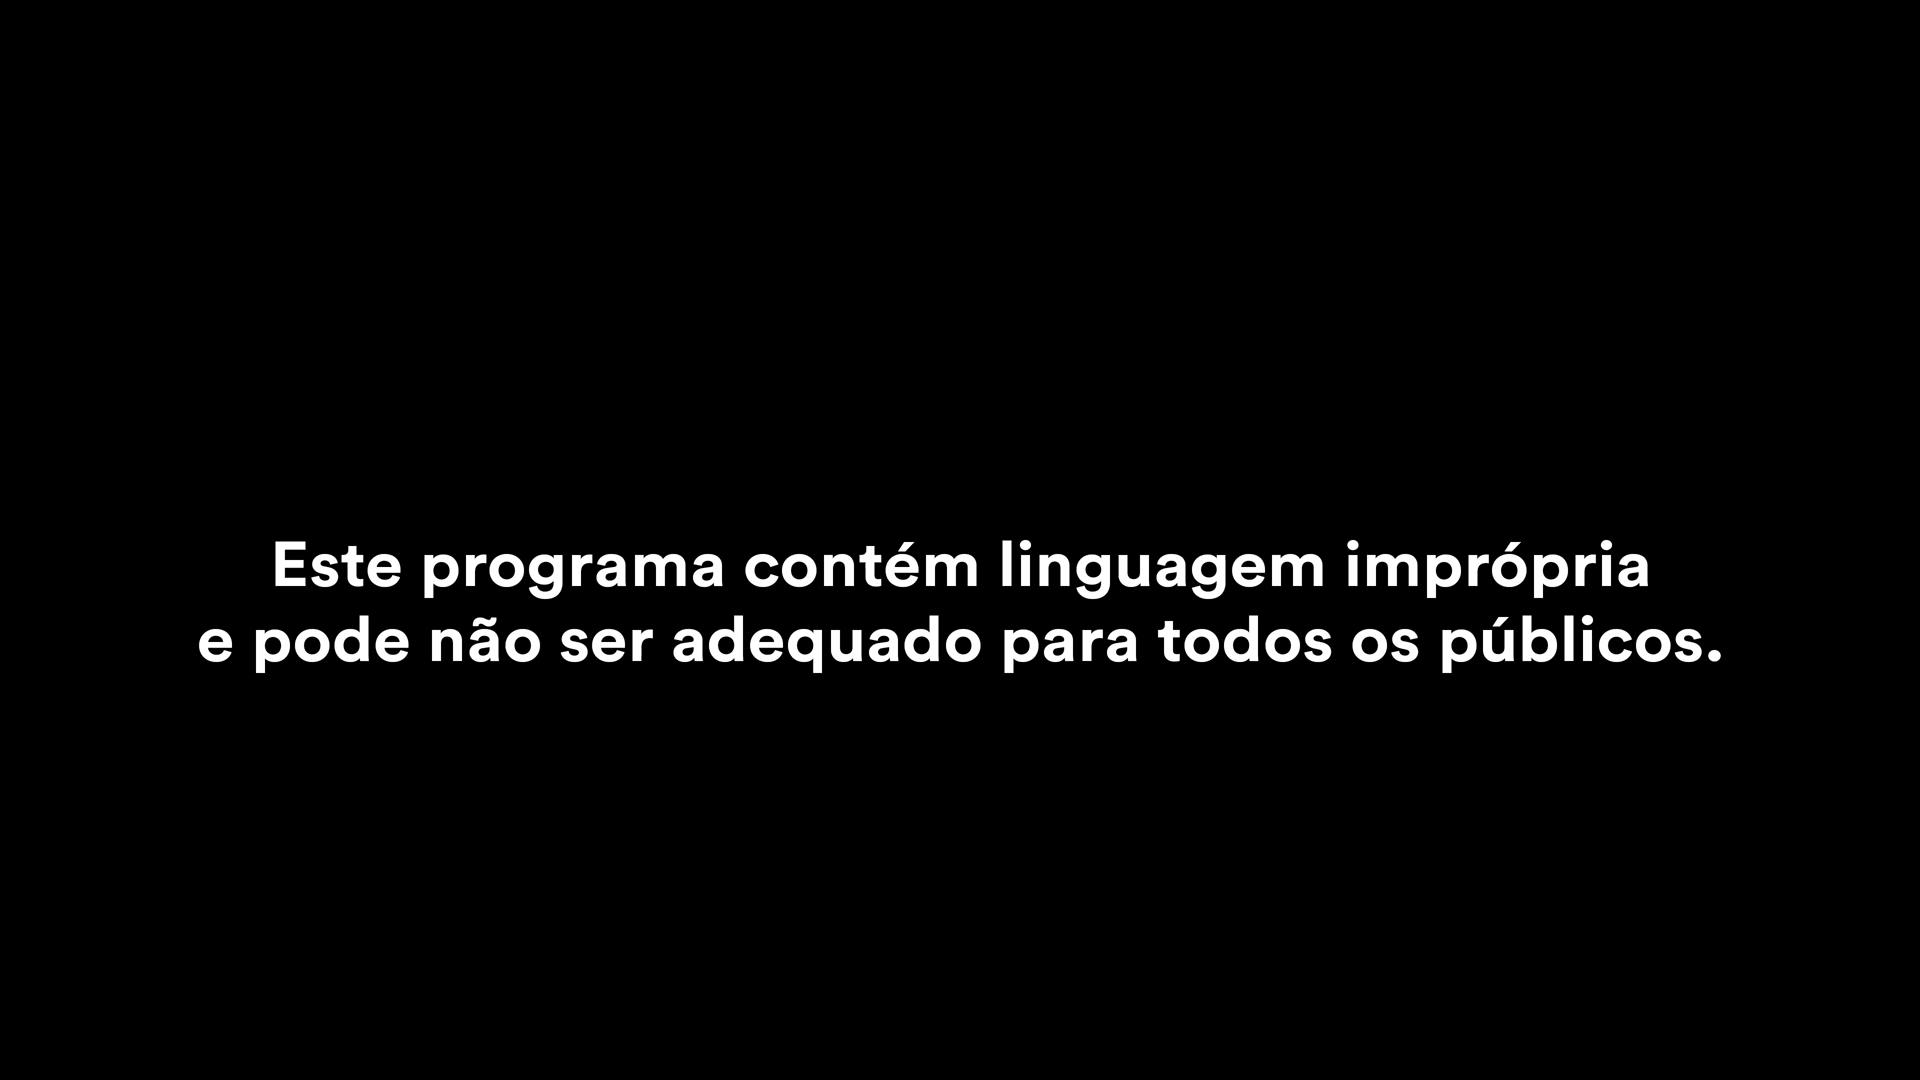 Este programa contém linguagem imprópria
e pode não ser adequado para todos os públicos.